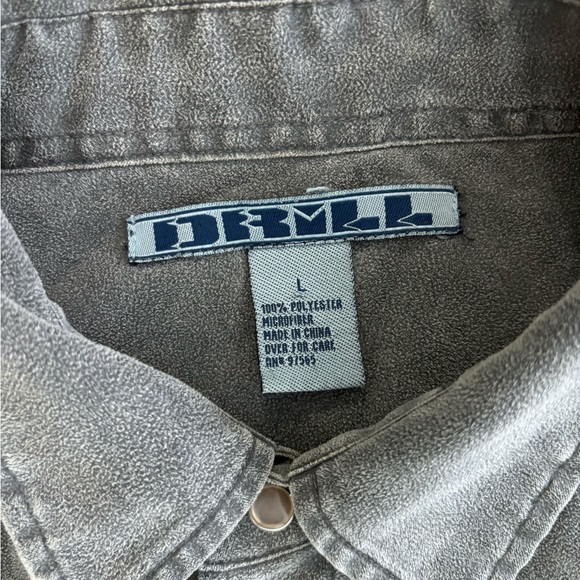 DRILL
L
100% POLYESTER
MICROFIBER
MADE IN CHINA
OVER FOR CARE
RN# 97565